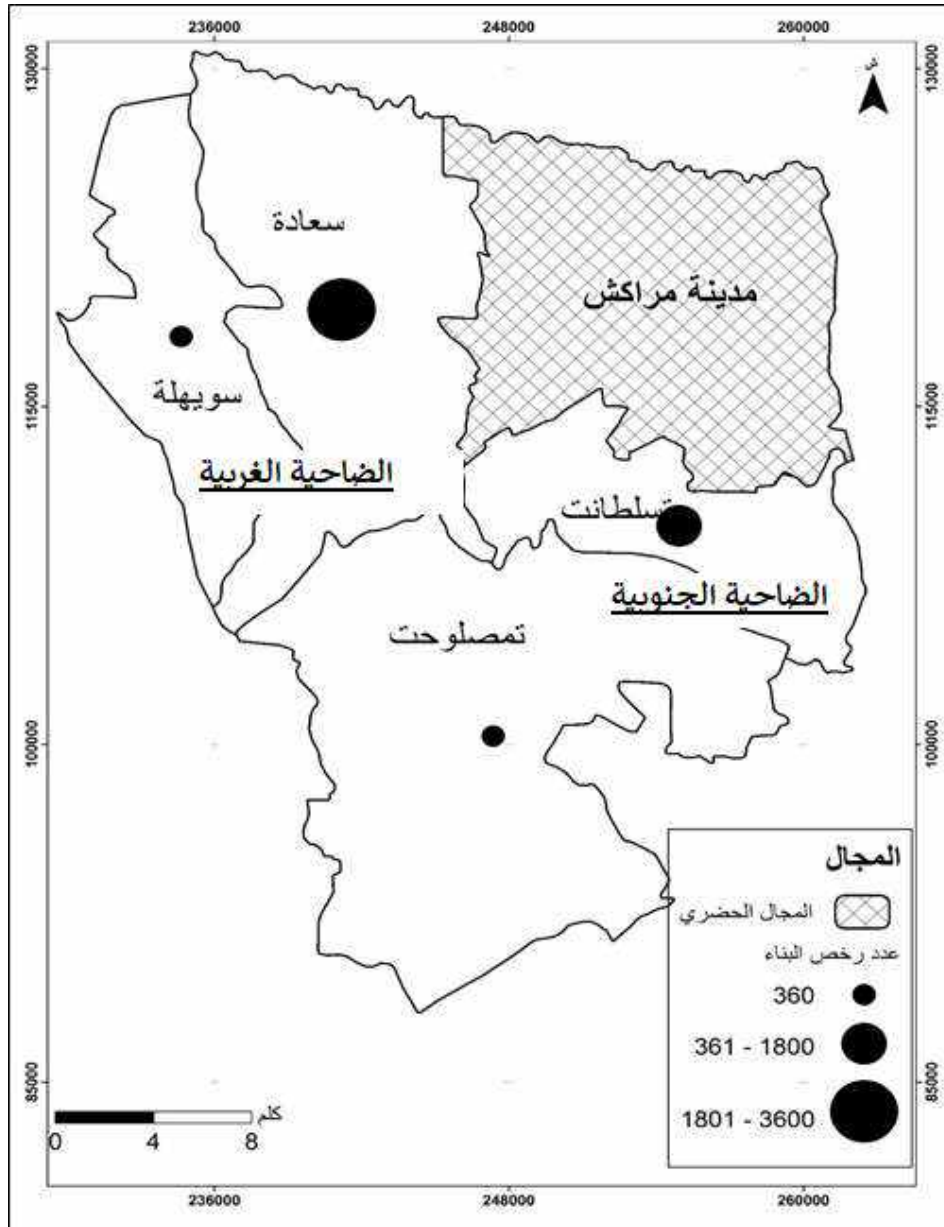 236000 248000 260000
130000 130000
ش
سعادة
مدينة مراكش
سويهلة
115000 115000
الضاحية الغربية
تسلطانت
الضاحية الجنوبية
تمصلوحت
100000 100000
المجال
المجال الحضري
عدد رخص البناء
360
361 - 1800
1801 - 3600
85000 85000
كلم
0 4 8
236000 248000 260000